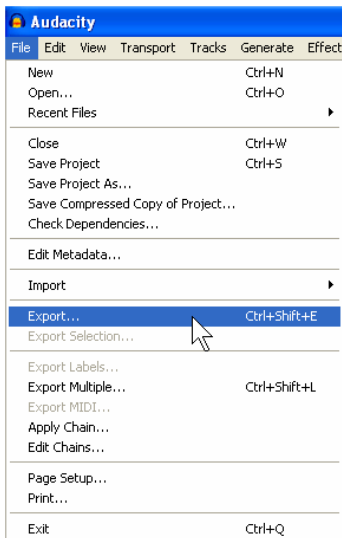 Audacity
File Edit View Transport Tracks Generate Effect
New Ctrl+N
Open... Ctrl+O
Recent Files
Close Ctrl+W
Save Project Ctrl+S
Save Project As...
Save Compressed Copy of Project...
Check Dependencies...
Edit Metadata...
Import
Export... Ctrl+Shift+E
Export Selection...
Export Labels...
Export Multiple... Ctrl+Shift+L
Export MIDI...
Apply Chain...
Edit Chains...
Page Setup...
Print...
Exit Ctrl+Q